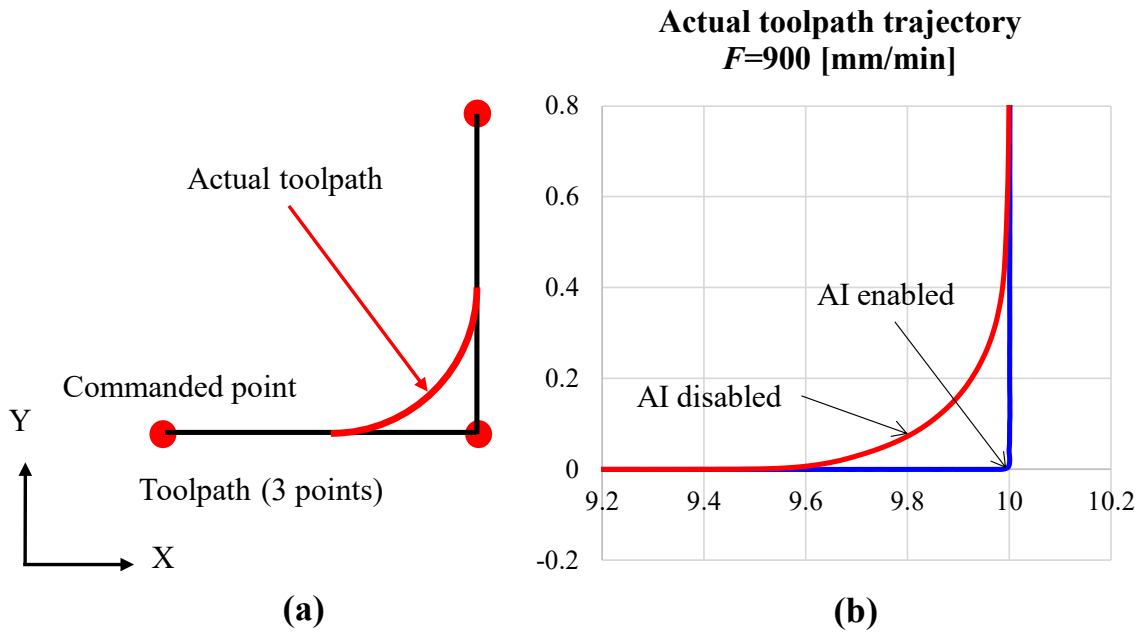 Actual toolpath
Commanded point
Y
Toolpath (3 points)
X
(a)
Actual toolpath trajectory
F=900 [mm/min]
0.8
0.6
0.4
0.2
0
-0.2
9.2
9.4
9.6
9.8
10
10.2
AI enabled
AI disabled
(b)